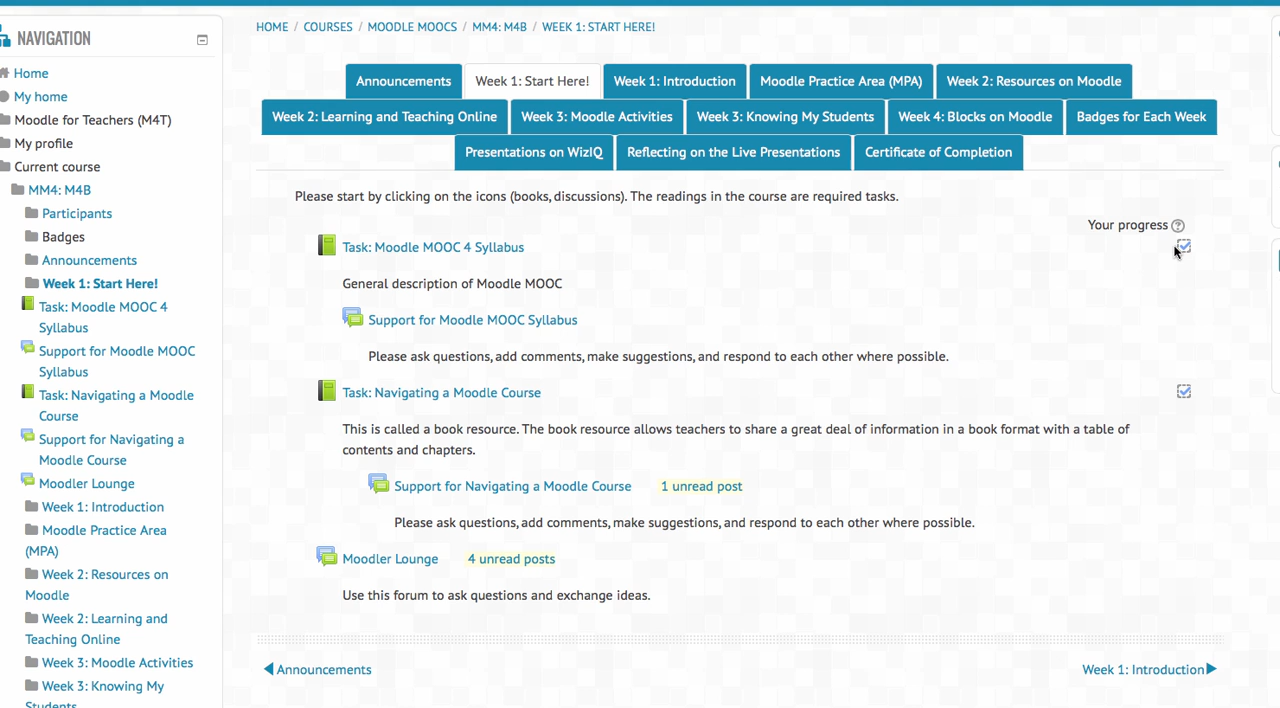 NAVIGATION
Home
My home
Moodle for Teachers (M4T)
My profile
Current course
MM4: M4B
Participants
Badges
Announcements
Week 1: Start Here!
Task: Moodle MOOC 4
Syllabus
Support for Moodle MOOC
Syllabus
Task: Navigating a Moodle
Course
Support for Navigating a
Moodle Course
Moodler Lounge
Week 1: Introduction
Moodle Practice Area
(MPA)
Week 2: Resources on
Moodle
Week 2: Learning and
Teaching Online
Week 3: Moodle Activities
Week 3: Knowing My
Students
HOME / COURSES / MOODLE MOOCS / MM4: M4B / WEEK 1: START HERE!
Announcements Week 1: Start Here! Week 1: Introduction Moodle Practice Area (MPA) Week 2: Resources on Moodle
Week 2: Learning and Teaching Online Week 3: Moodle Activities Week 3: Knowing My Students Week 4: Blocks on Moodle Badges for Each Week
Presentations on WizIQ Reflecting on the Live Presentations Certificate of Completion
Please start by clicking on the icons (books, discussions). The readings in the course are required tasks.
Your progress ?
Task: Moodle MOOC 4 Syllabus
General description of Moodle MOOC
Support for Moodle MOOC Syllabus
Please ask questions, add comments, make suggestions, and respond to each other where possible.
Task: Navigating a Moodle Course
This is called a book resource. The book resource allows teachers to share a great deal of information in a book format with a table of
contents and chapters.
Support for Navigating a Moodle Course 1 unread post
Please ask questions, add comments, make suggestions, and respond to each other where possible.
Moodler Lounge 4 unread posts
Use this forum to ask questions and exchange ideas.
Announcements Week 1: Introduction